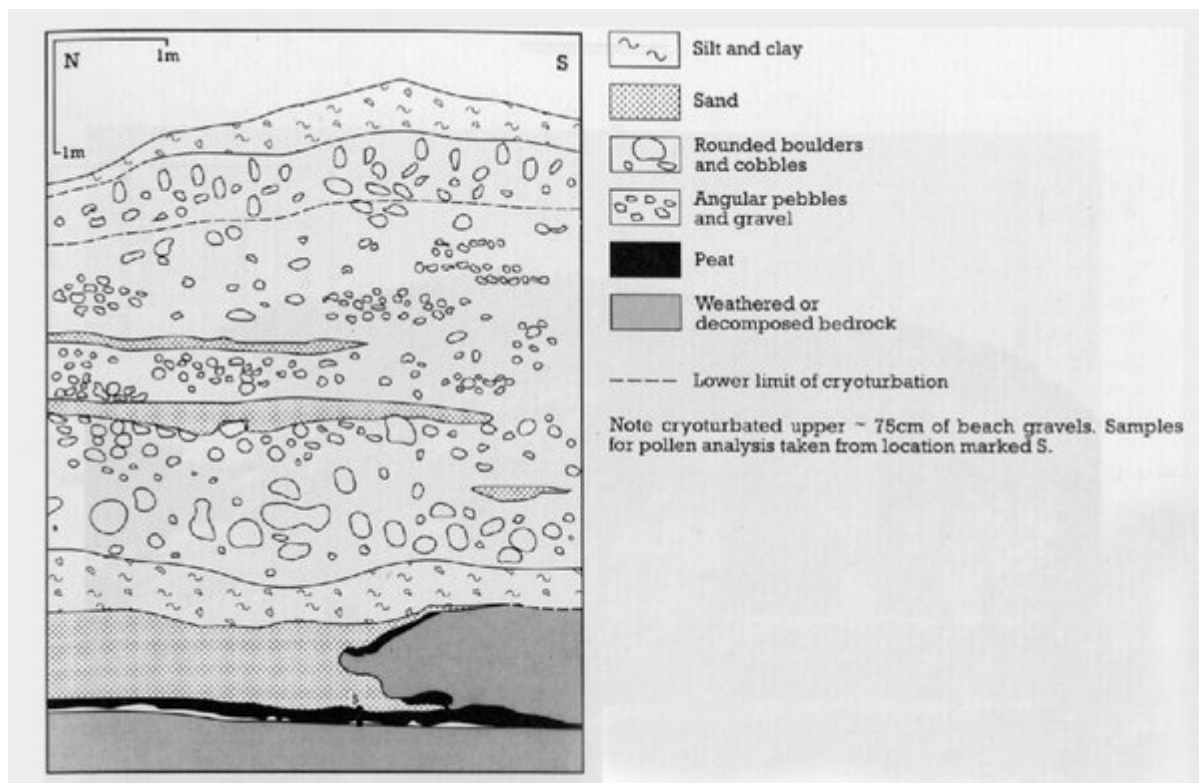 N
1m
S
1m
Silt and clay
Sand
Rounded boulders
and cobbles
Angular pebbles
and gravel
Peat
Weathered or
decomposed bedrock
Lower limit of cryoturbation
Note cryoturbated upper ~ 75cm of beach gravels. Samples
for pollen analysis taken from location marked S.